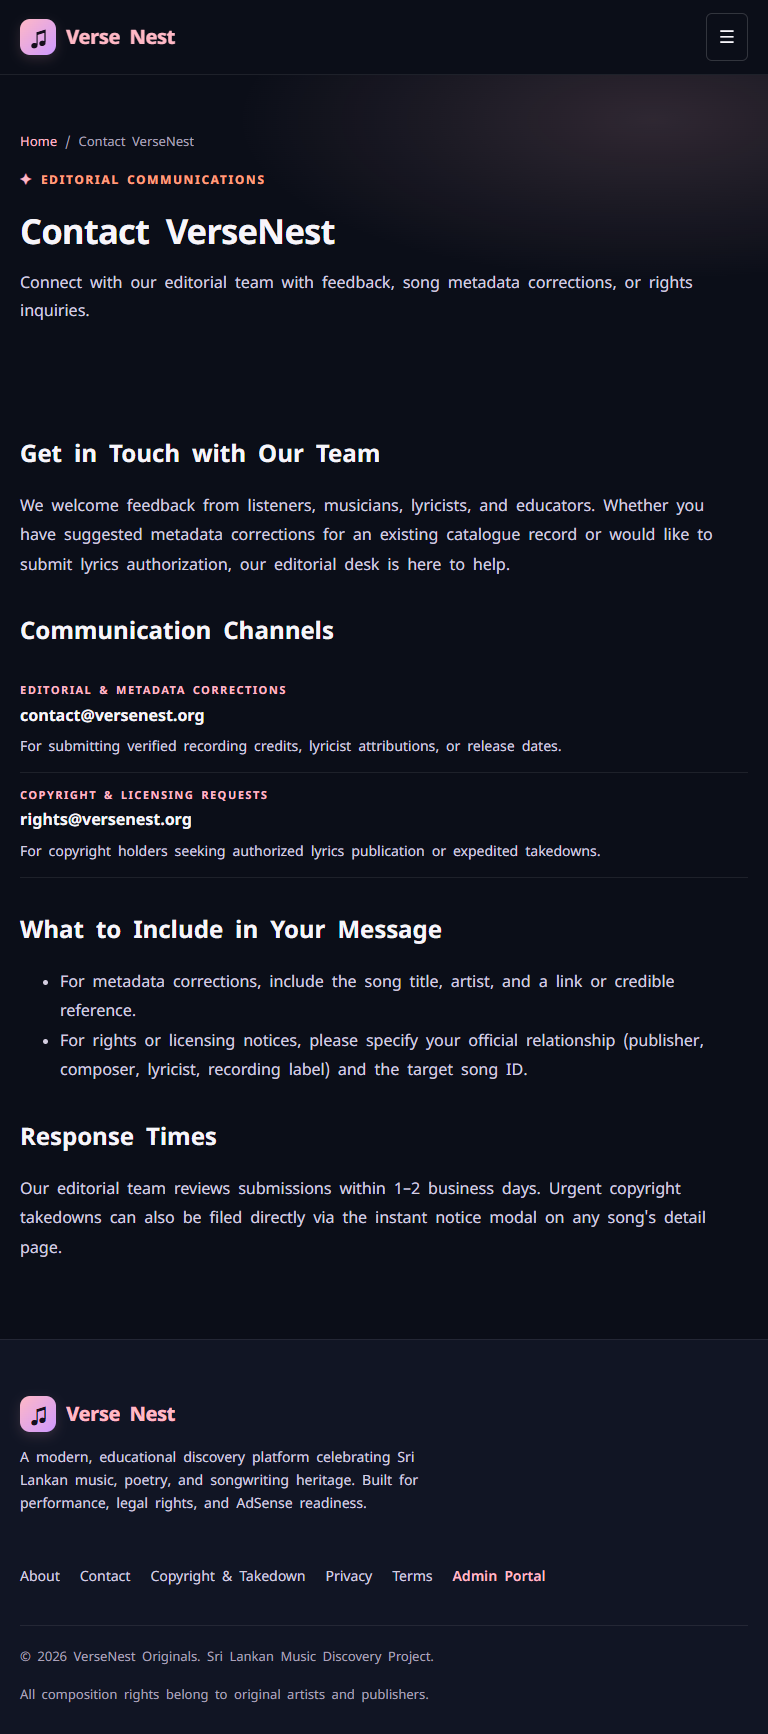 Verse Nest
☰
Home / Contact VerseNest
✦ EDITORIAL COMMUNICATIONS
Contact VerseNest
Connect with our editorial team with feedback, song metadata corrections, or rights
inquiries.
Get in Touch with Our Team
We welcome feedback from listeners, musicians, lyricists, and educators. Whether you
have suggested metadata corrections for an existing catalogue record or would like to
submit lyrics authorization, our editorial desk is here to help.
Communication Channels
EDITORIAL & METADATA CORRECTIONS
contact@versenest.org
For submitting verified recording credits, lyricist attributions, or release dates.
COPYRIGHT & LICENSING REQUESTS
rights@versenest.org
For copyright holders seeking authorized lyrics publication or expedited takedowns.
What to Include in Your Message
• For metadata corrections, include the song title, artist, and a link or credible
reference.
• For rights or licensing notices, please specify your official relationship (publisher,
composer, lyricist, recording label) and the target song ID.
Response Times
Our editorial team reviews submissions within 1–2 business days. Urgent copyright
takedowns can also be filed directly via the instant notice modal on any song's detail
page.
Verse Nest
A modern, educational discovery platform celebrating Sri
Lankan music, poetry, and songwriting heritage. Built for
performance, legal rights, and AdSense readiness.
About Contact Copyright & Takedown Privacy Terms Admin Portal
© 2026 VerseNest Originals. Sri Lankan Music Discovery Project.
All composition rights belong to original artists and publishers.